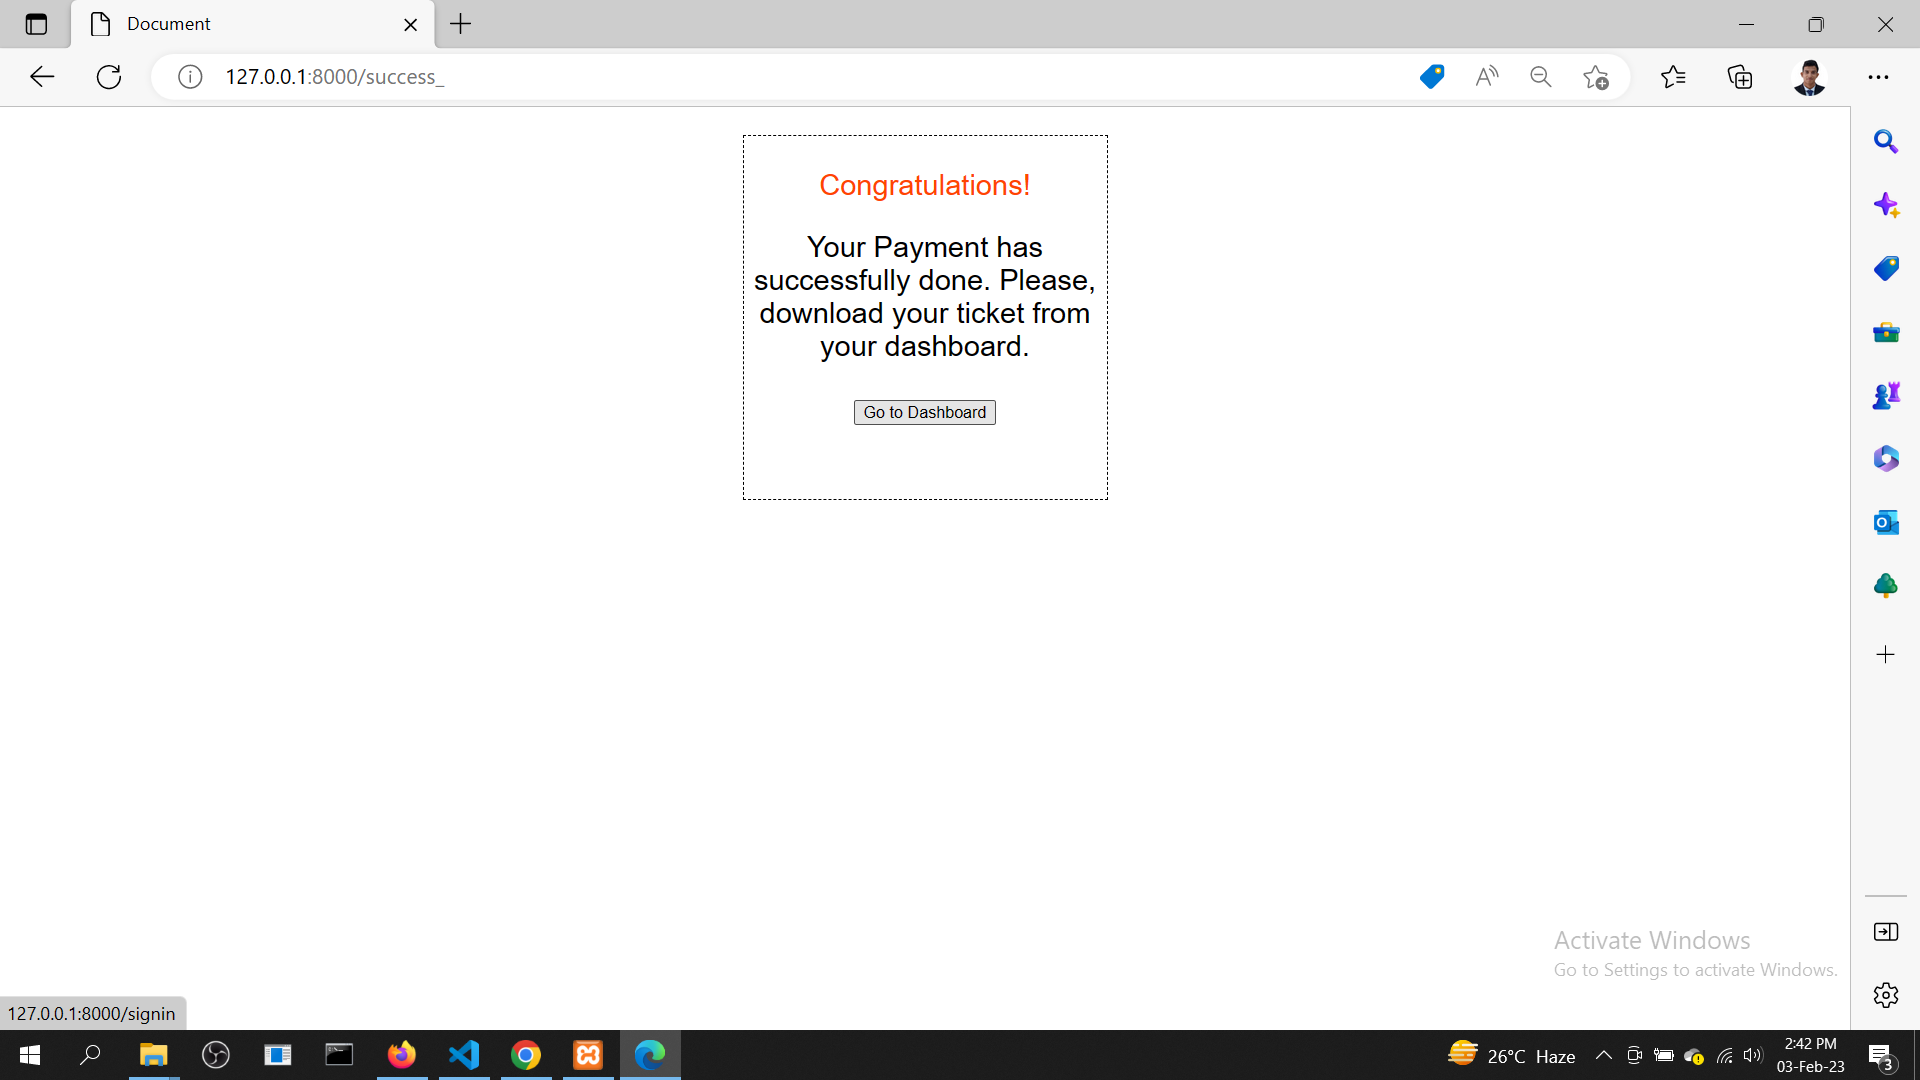 Document
127.0.0.1:8000/success_
Congratulations!
Your Payment has
successfully done. Please,
download your ticket from
your dashboard.
Go to Dashboard
Activate Windows
Go to Settings to activate Windows.
127.0.0.1:8000/signin
26°C Haze
2:42 PM
03-Feb-23
3